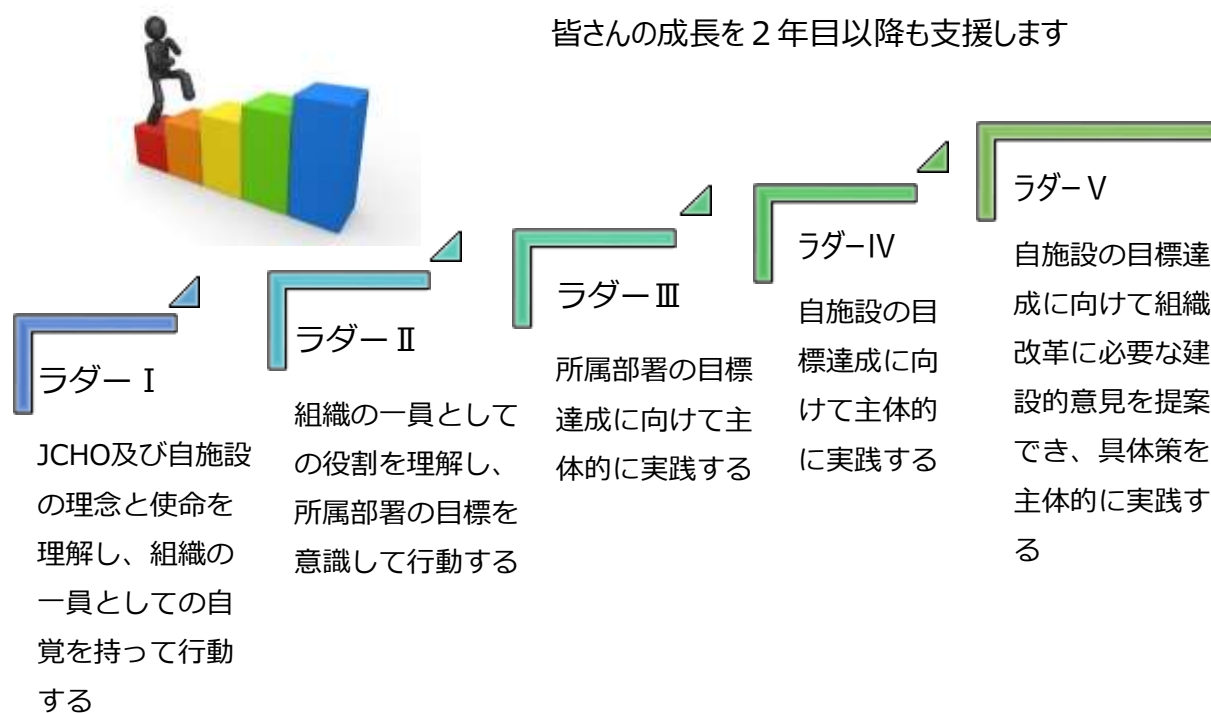 皆さんの成長を２年目以降も支援します
ラダーⅠ
JCHO及び自施設
の理念と使命を
理解し、組織の
一員としての自
覚を持って行動
する
ラダーⅡ
組織の一員として
の役割を理解し、
所属部署の目標を
意識して行動する
ラダーⅢ
所属部署の目標
達成に向けて主
体的に実践する
ラダーⅣ
自施設の目
標達成に向
けて主体的
に実践する
ラダーⅤ
自施設の目標達
成に向けて組織
改革に必要な建
設的意見を提案
でき、具体策を
主体的に実践す
る